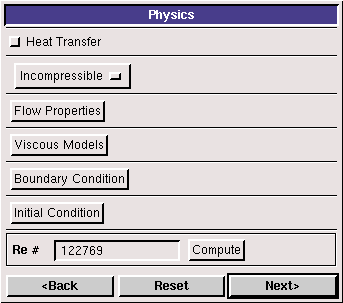 Physics
Heat Transfer
Incompressible
Flow Properties
Viscous Models
Boundary Condition
Initial Condition
Re # 122769 Compute
<Back Reset Next>